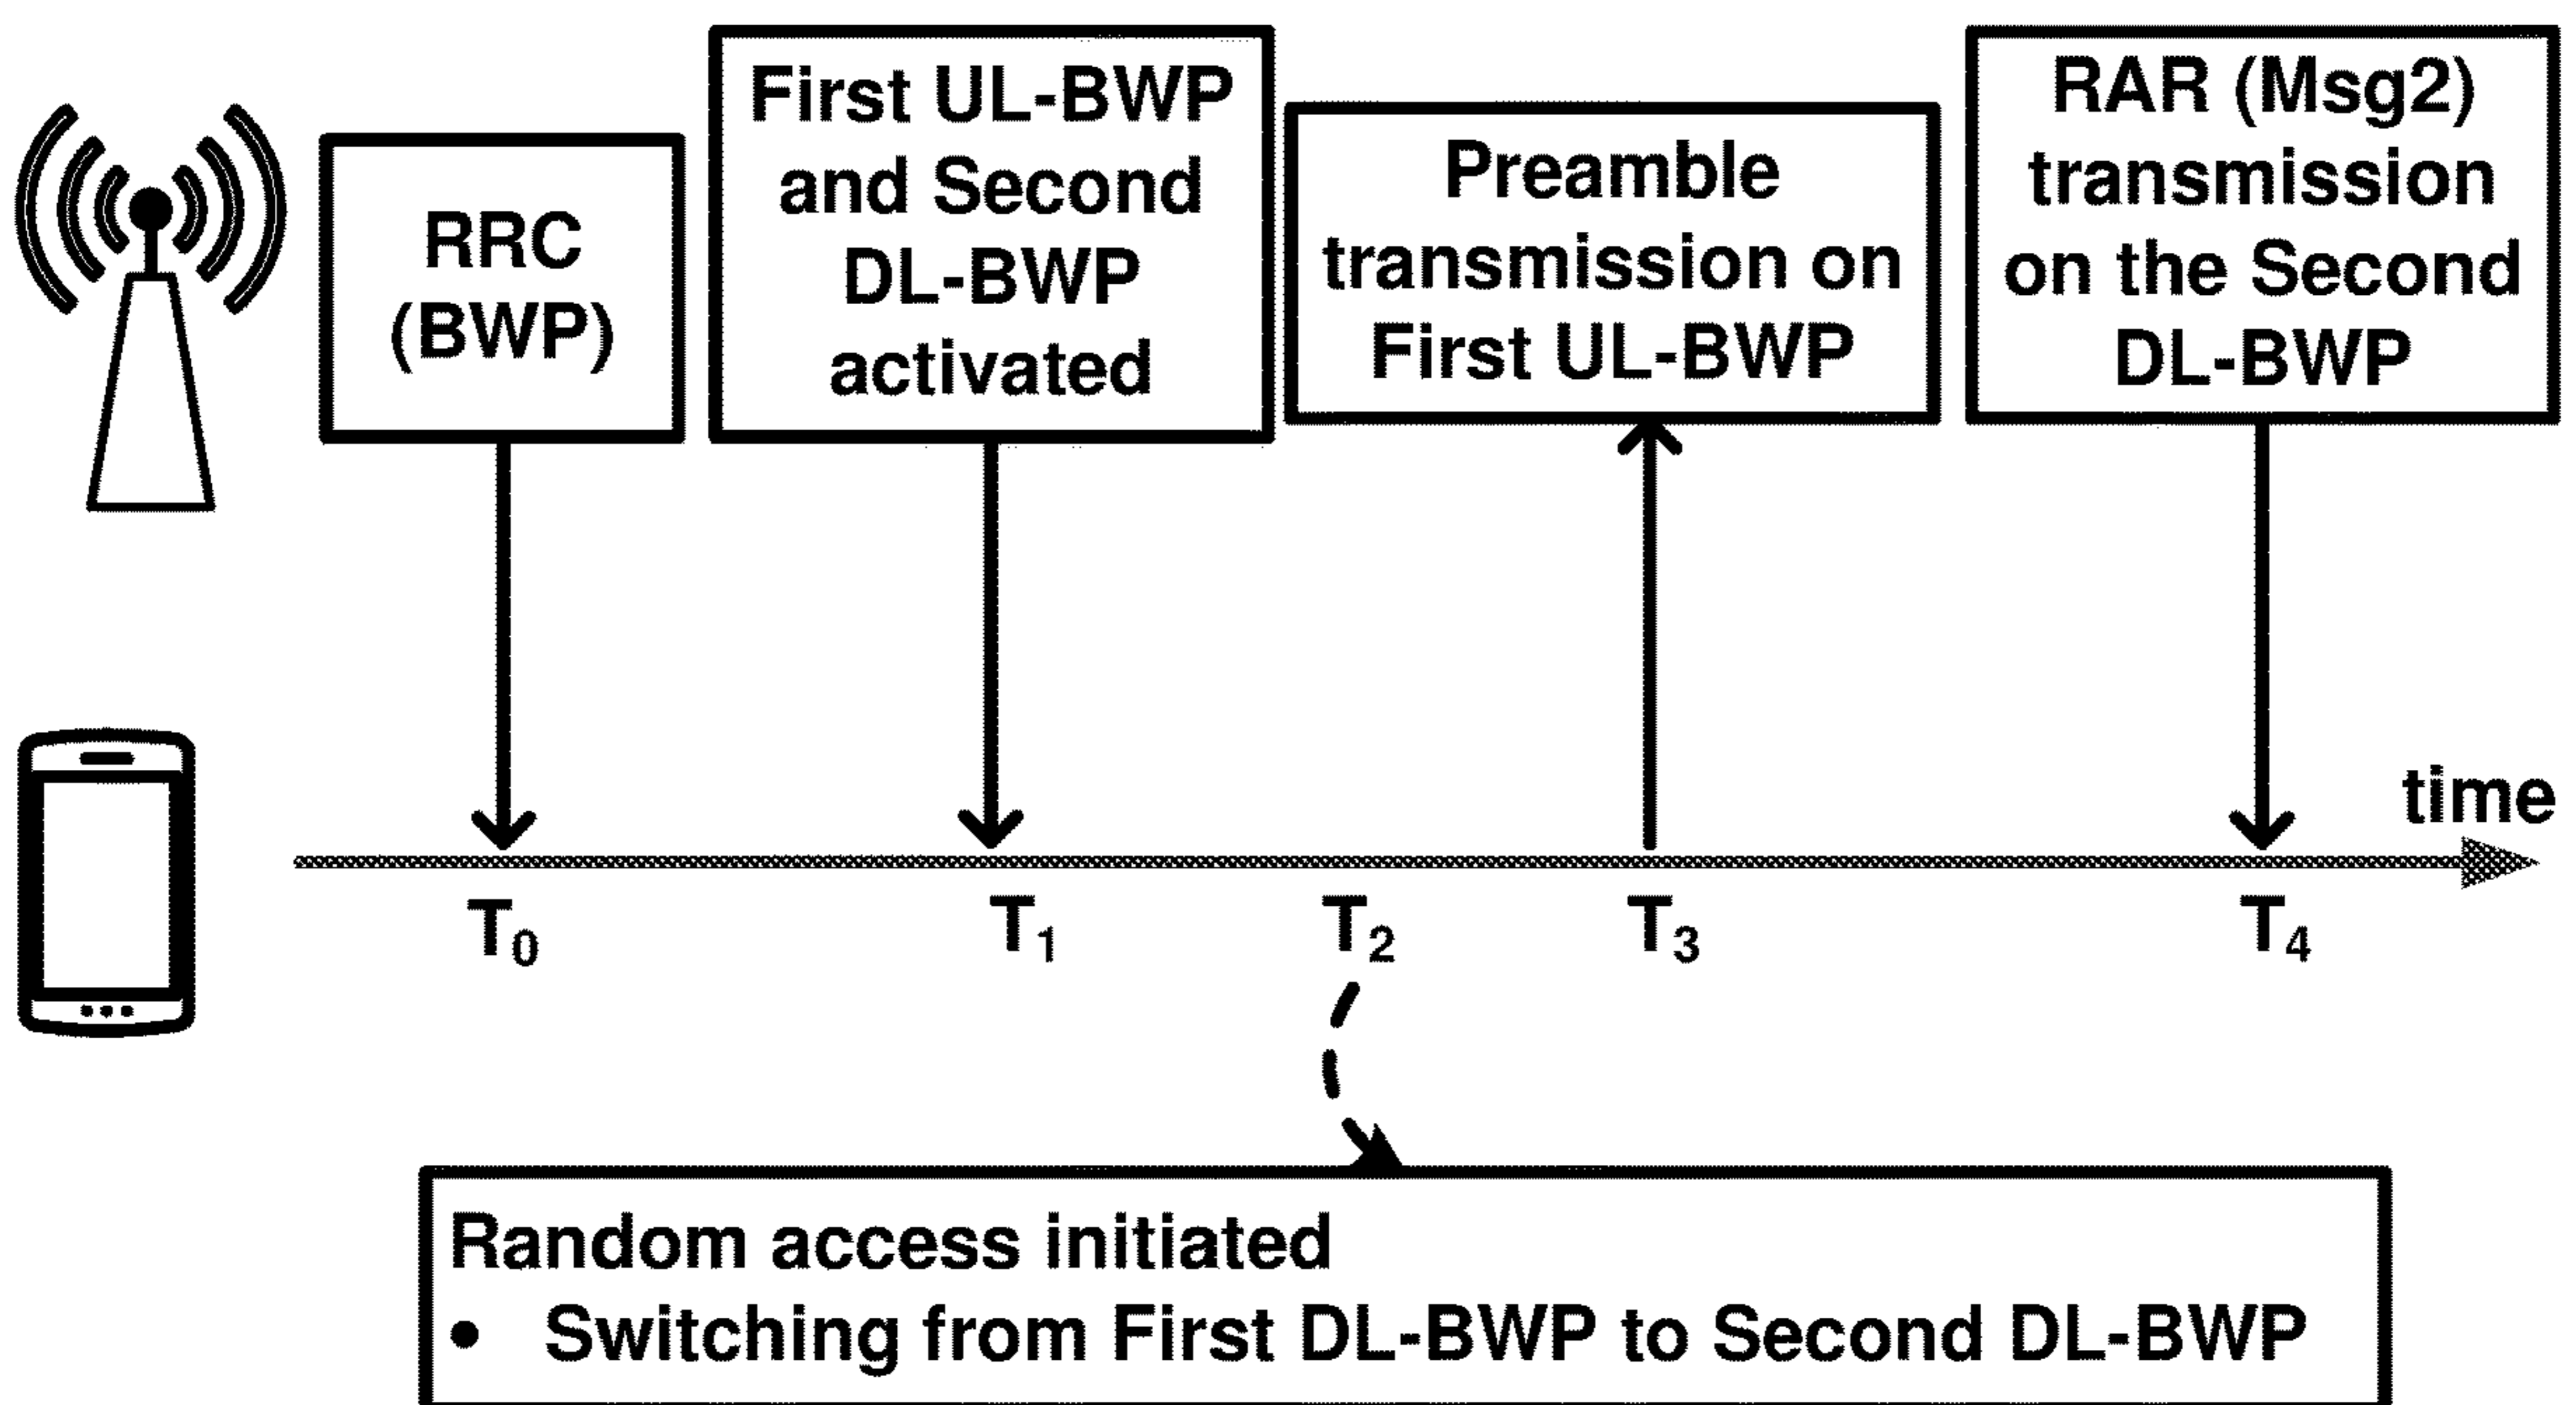 RRC
(BWP)
First UL-BWP
and Second
DL-BWP
activated
Preamble
transmission on
First UL-BWP
RAR (Msg2)
transmission
on the Second
DL-BWP
time
T0
T1
T2
T3
T4
Random access initiated
• Switching from First DL-BWP to Second DL-BWP